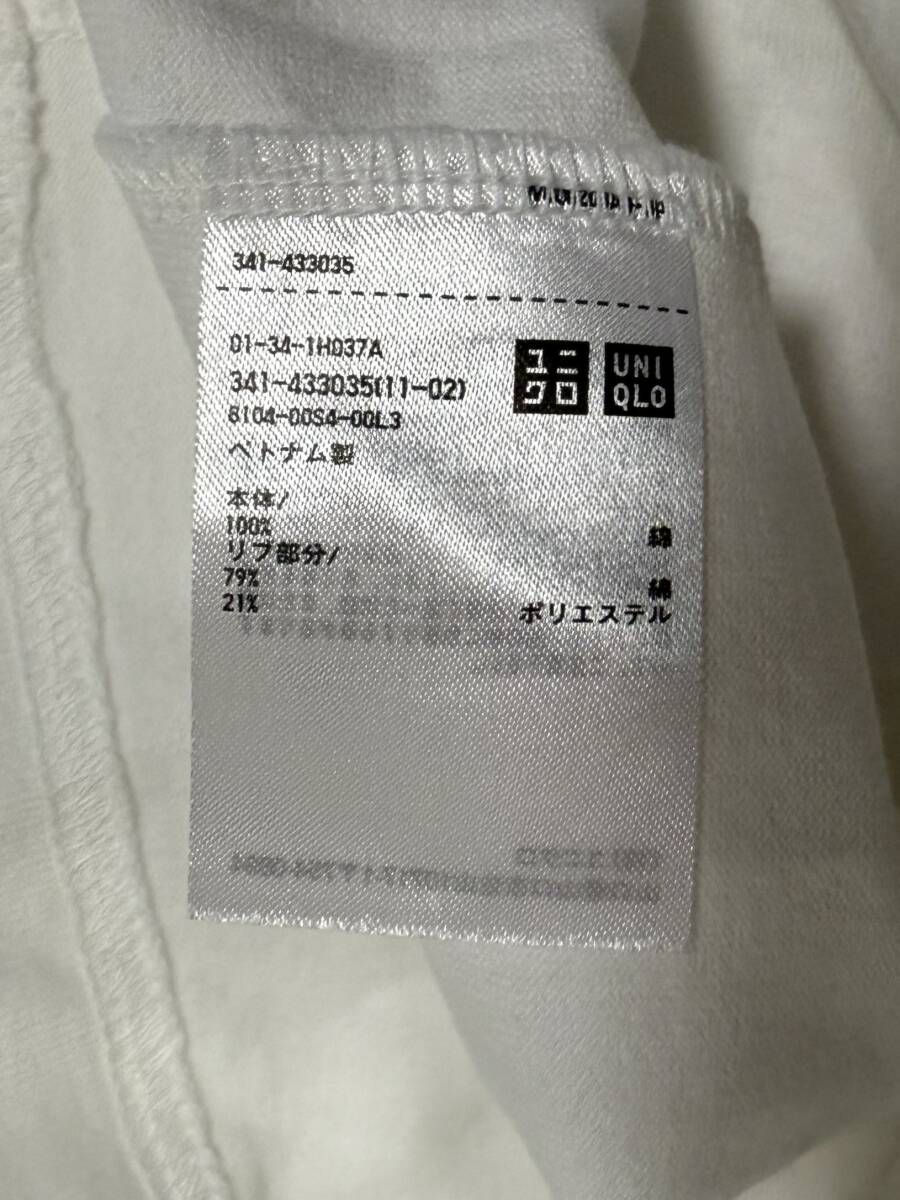 341-433035
01-34-1H037A
341-433035(11-02)
8104-00S4-00L3
ユニクロ
UNIQLO
ベトナム製
本体/
100% 綿
リブ部分/
79% 綿
21% ポリエステル